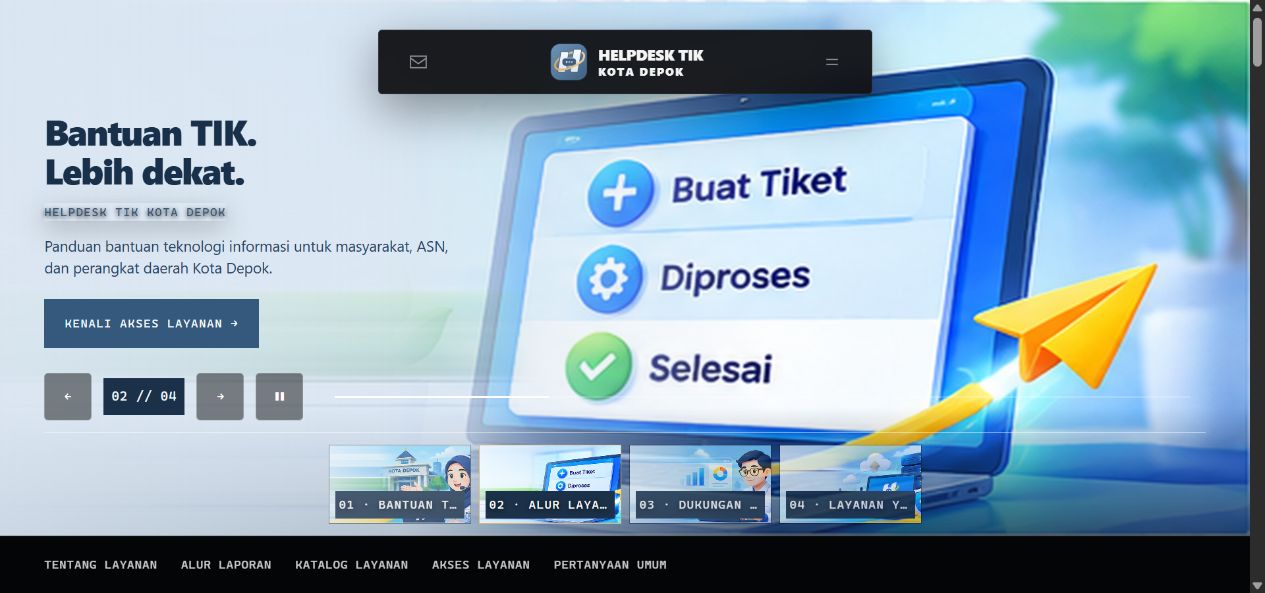 HELPDESK TIK
KOTA DEPOK
Bantuan TIK.
Lebih dekat.
HELPDESK TIK KOTA DEPOK
Panduan bantuan teknologi informasi untuk masyarakat, ASN,
dan perangkat daerah Kota Depok.
KENALI AKSES LAYANAN →
Buat Tiket
Diproses
Selesai
← 02 // 04 →
KOTA DEPOK
Buat Tiket
Diproses
01 · BANTUAN T…
02 · ALUR LAYA…
03 · DUKUNGAN …
04 · LAYANAN Y…
TENTANG LAYANAN ALUR LAPORAN KATALOG LAYANAN AKSES LAYANAN PERTANYAAN UMUM